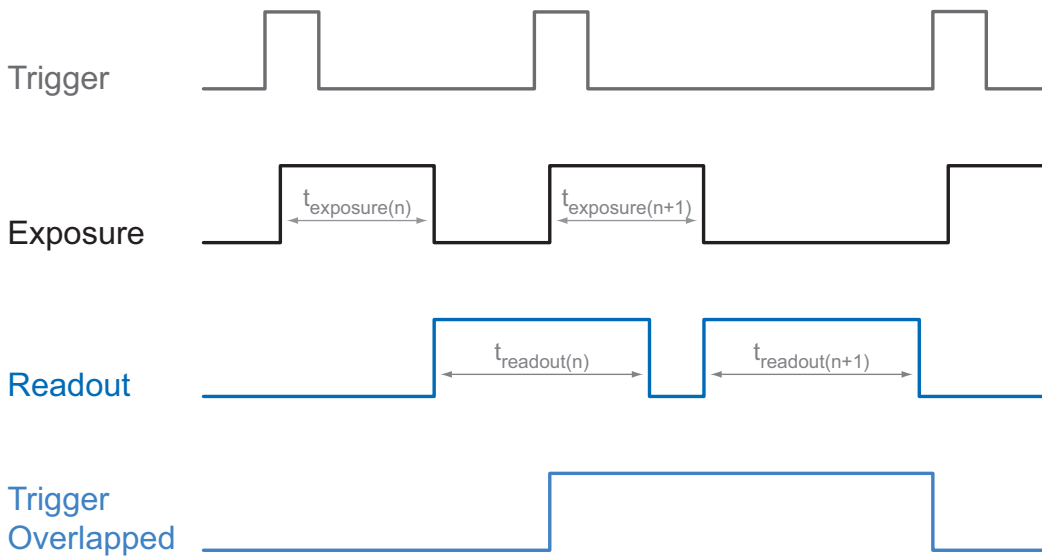 Trigger
Exposure
t_exposure(n)
t_exposure(n+1)
Readout
t_readout(n)
t_readout(n+1)
Trigger
Overlapped